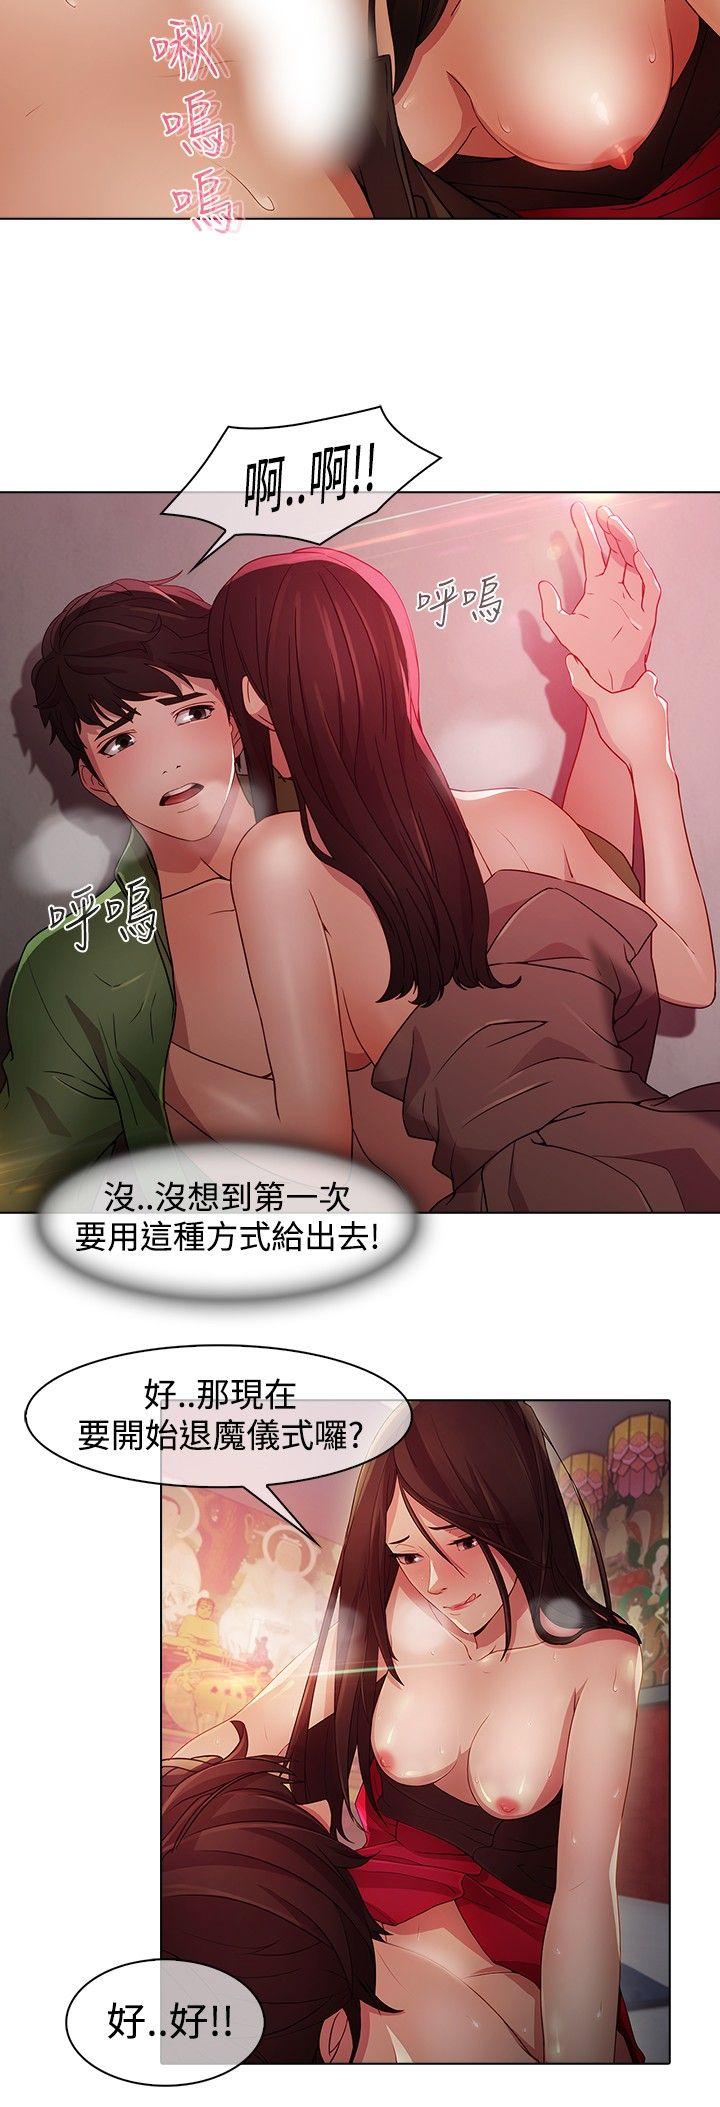 啾
嗚
嗚
啊..啊!!
呼嗚
呼嗚
沒..沒想到第一次
要用這種方式給出去!
好..那現在
要開始退魔儀式囉?
好..好!!